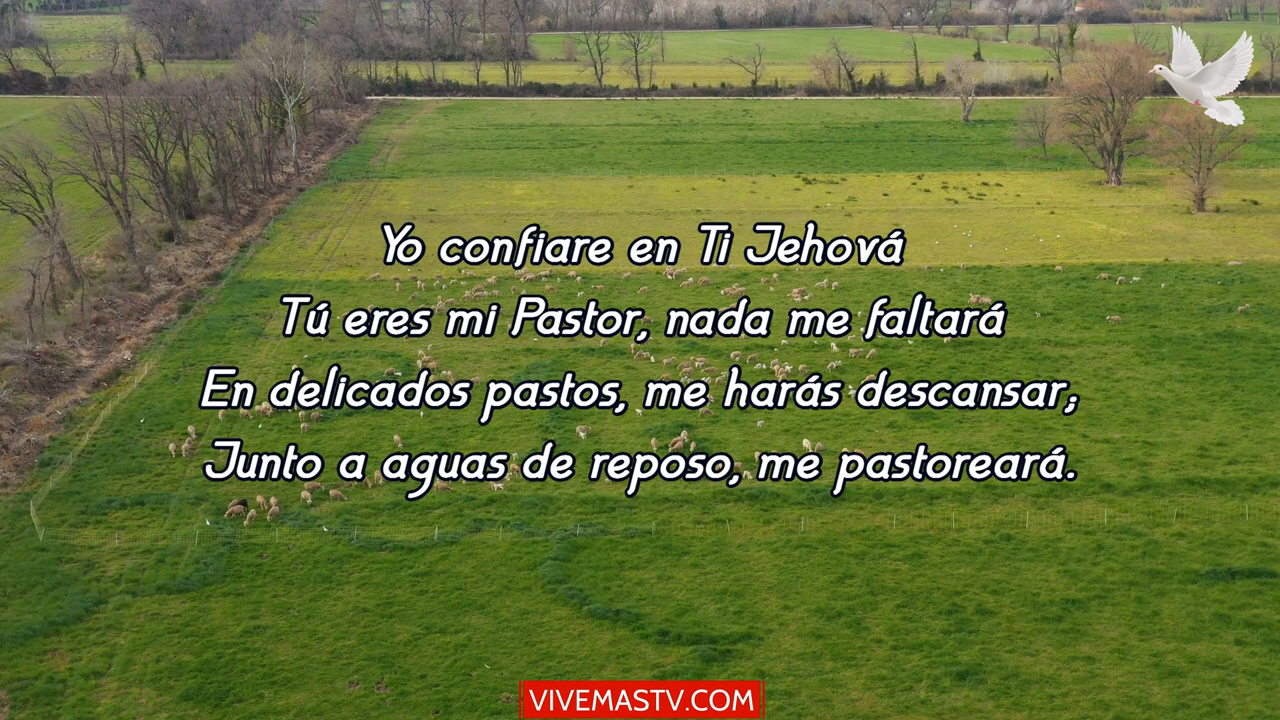 Yo confiare en Ti Jehová
Tú eres mi Pastor, nada me faltará
En delicados pastos, me harás descansar;
Junto a aguas de reposo, me pastoreará.
VIVEMASTV.COM